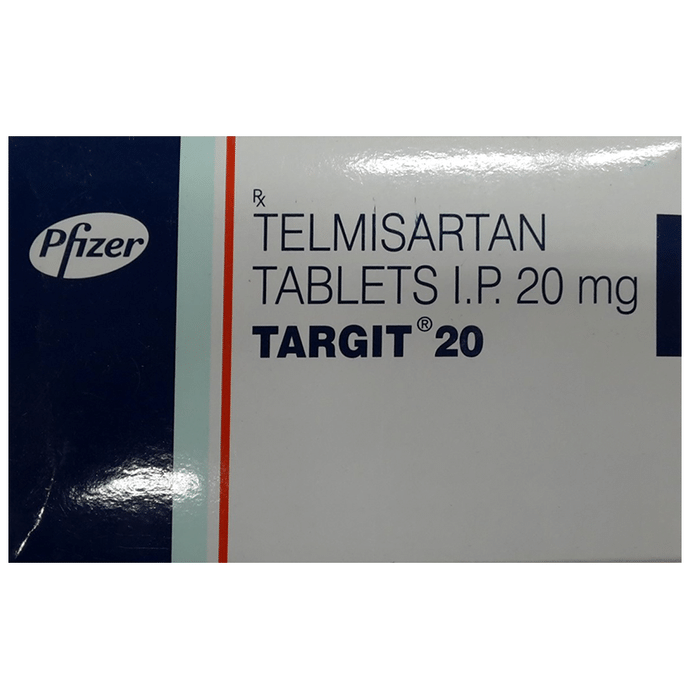 Pfizer
Rx
TELMISARTAN
TABLETS I.P. 20 mg
TARGIT® 20